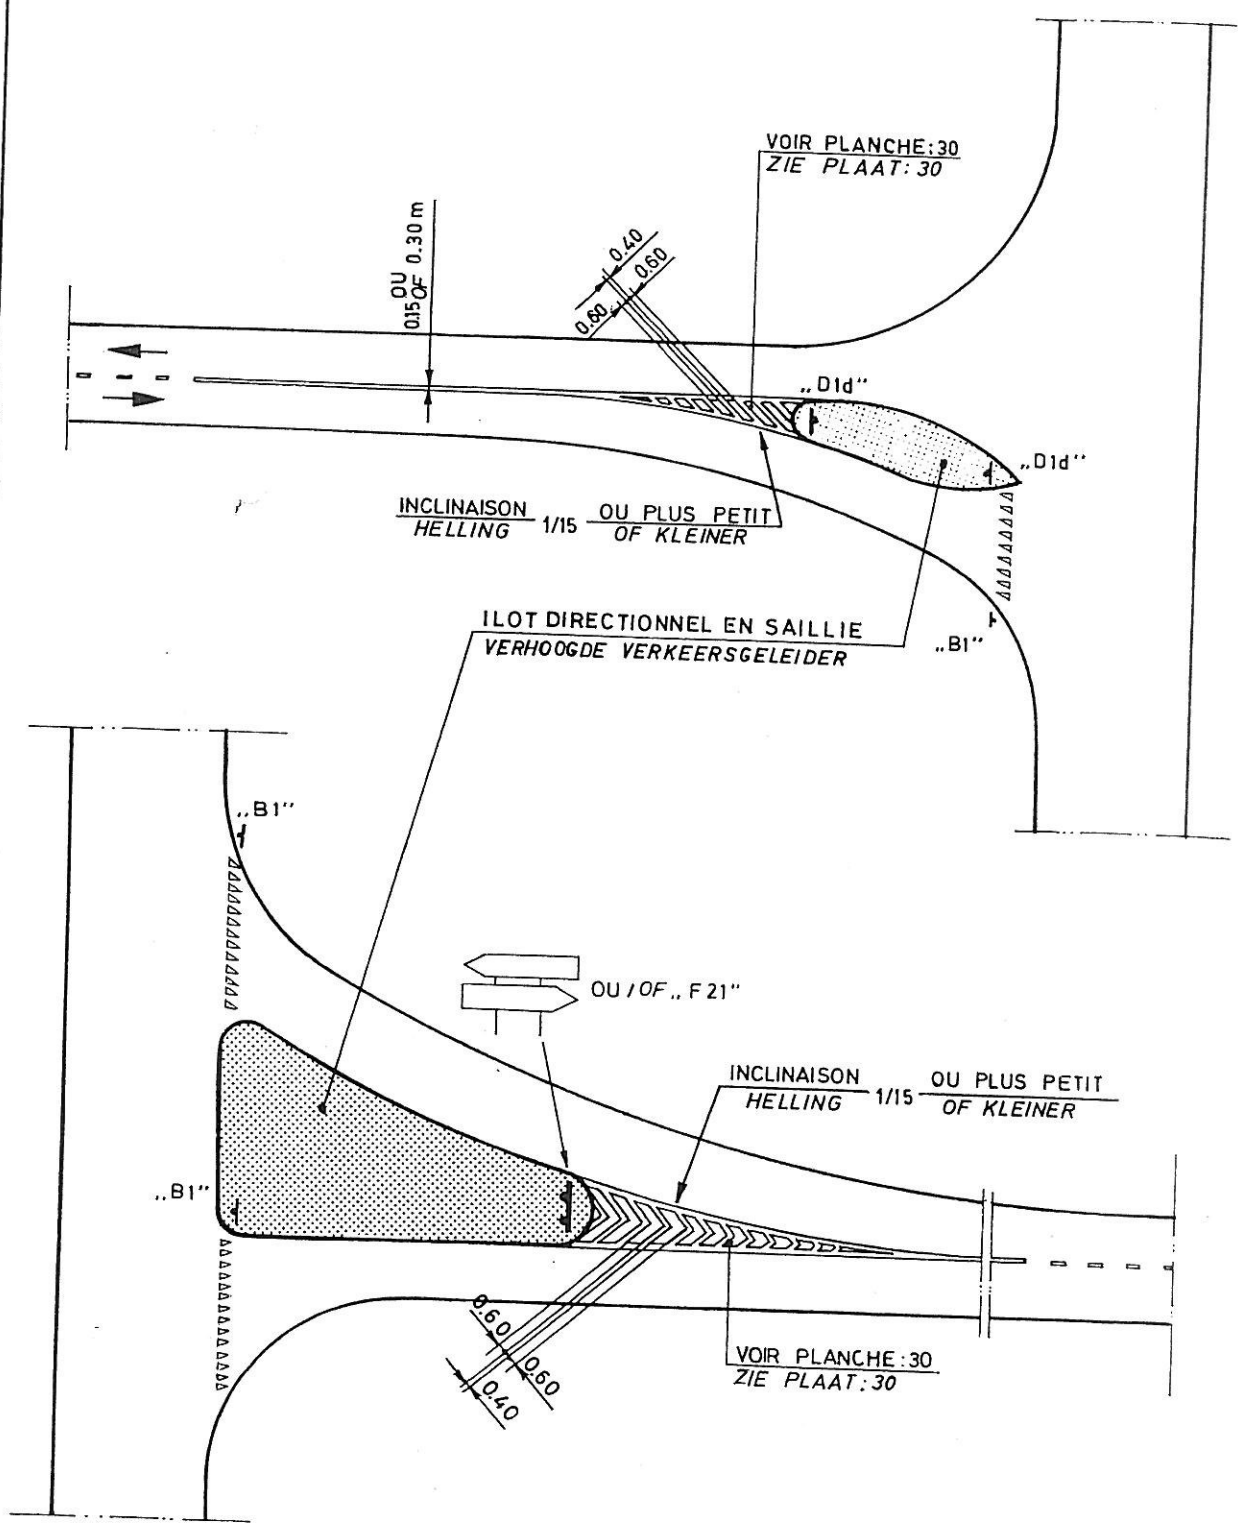 VOIR PLANCHE:30
ZIE PLAAT:30
0.15 OU
OF 0.30 m
0.40
0.60
0.60
„D1d"
„D1d"
INCLINAISON 1/15 OU PLUS PETIT
HELLING OF KLEINER
ILOT DIRECTIONNEL EN SAILLIE
VERHOOGDE VERKEERSGELEIDER
„B1"
„B1"
OU / OF „F21"
INCLINAISON 1/15 OU PLUS PETIT
HELLING OF KLEINER
„B1"
0.60
0.60
0.40
VOIR PLANCHE:30
ZIE PLAAT:30